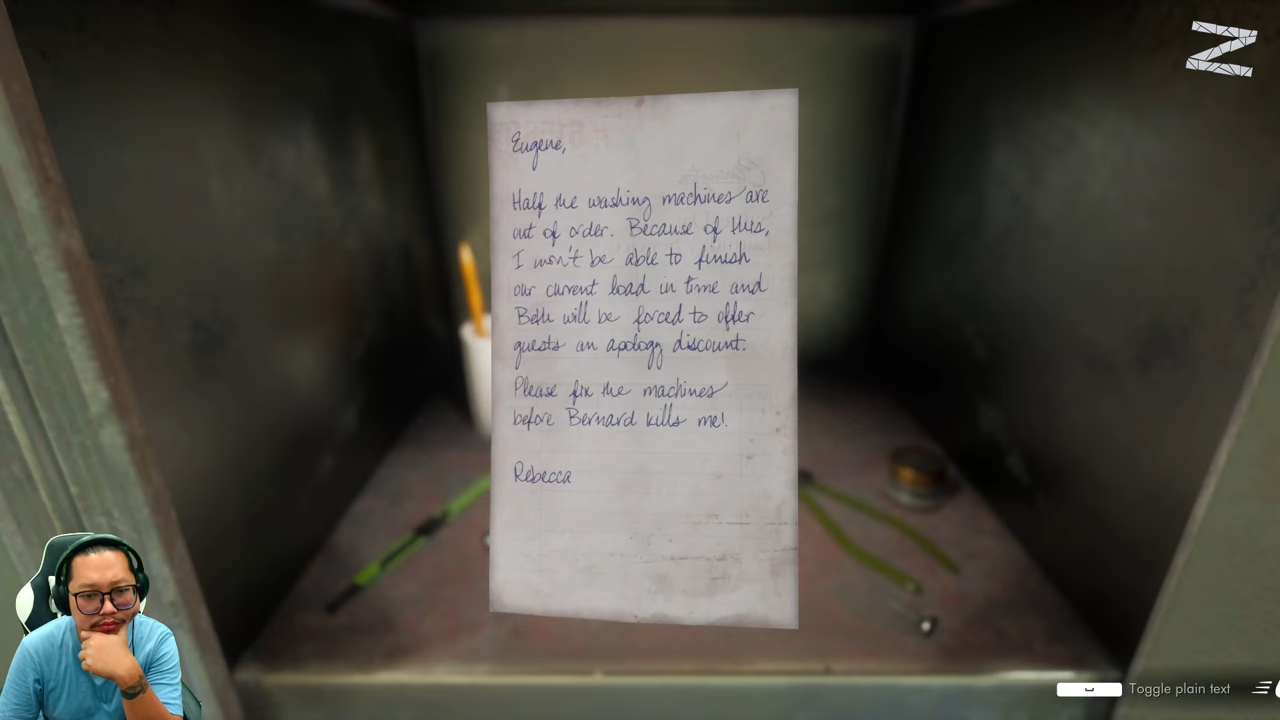 Eugene,
Half the washing machines are
out of order. Because of this,
I won't be able to finish
our current load in time and
Beth will be forced to offer
guests an apology discount.
Please fix the machines
before Bernard kills me!
Rebecca
Toggle plain text